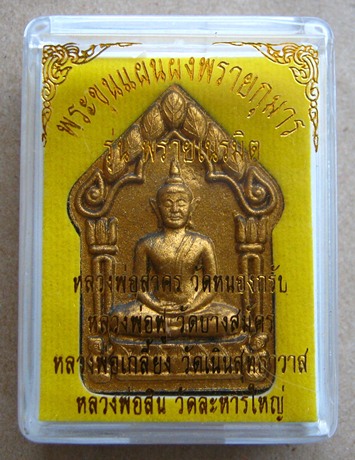 พระขุนแผนผงพรายกุมาร
รุ่น พรายเนรมิต
หลวงพ่อสาคร วัดหนองกรับ
หลวงพ่อฟู วัดบางสมัคร
หลวงพ่อเกลี้ยง วัดเนินสุทธาวาส
หลวงพ่อสิน วัดละหารใหญ่